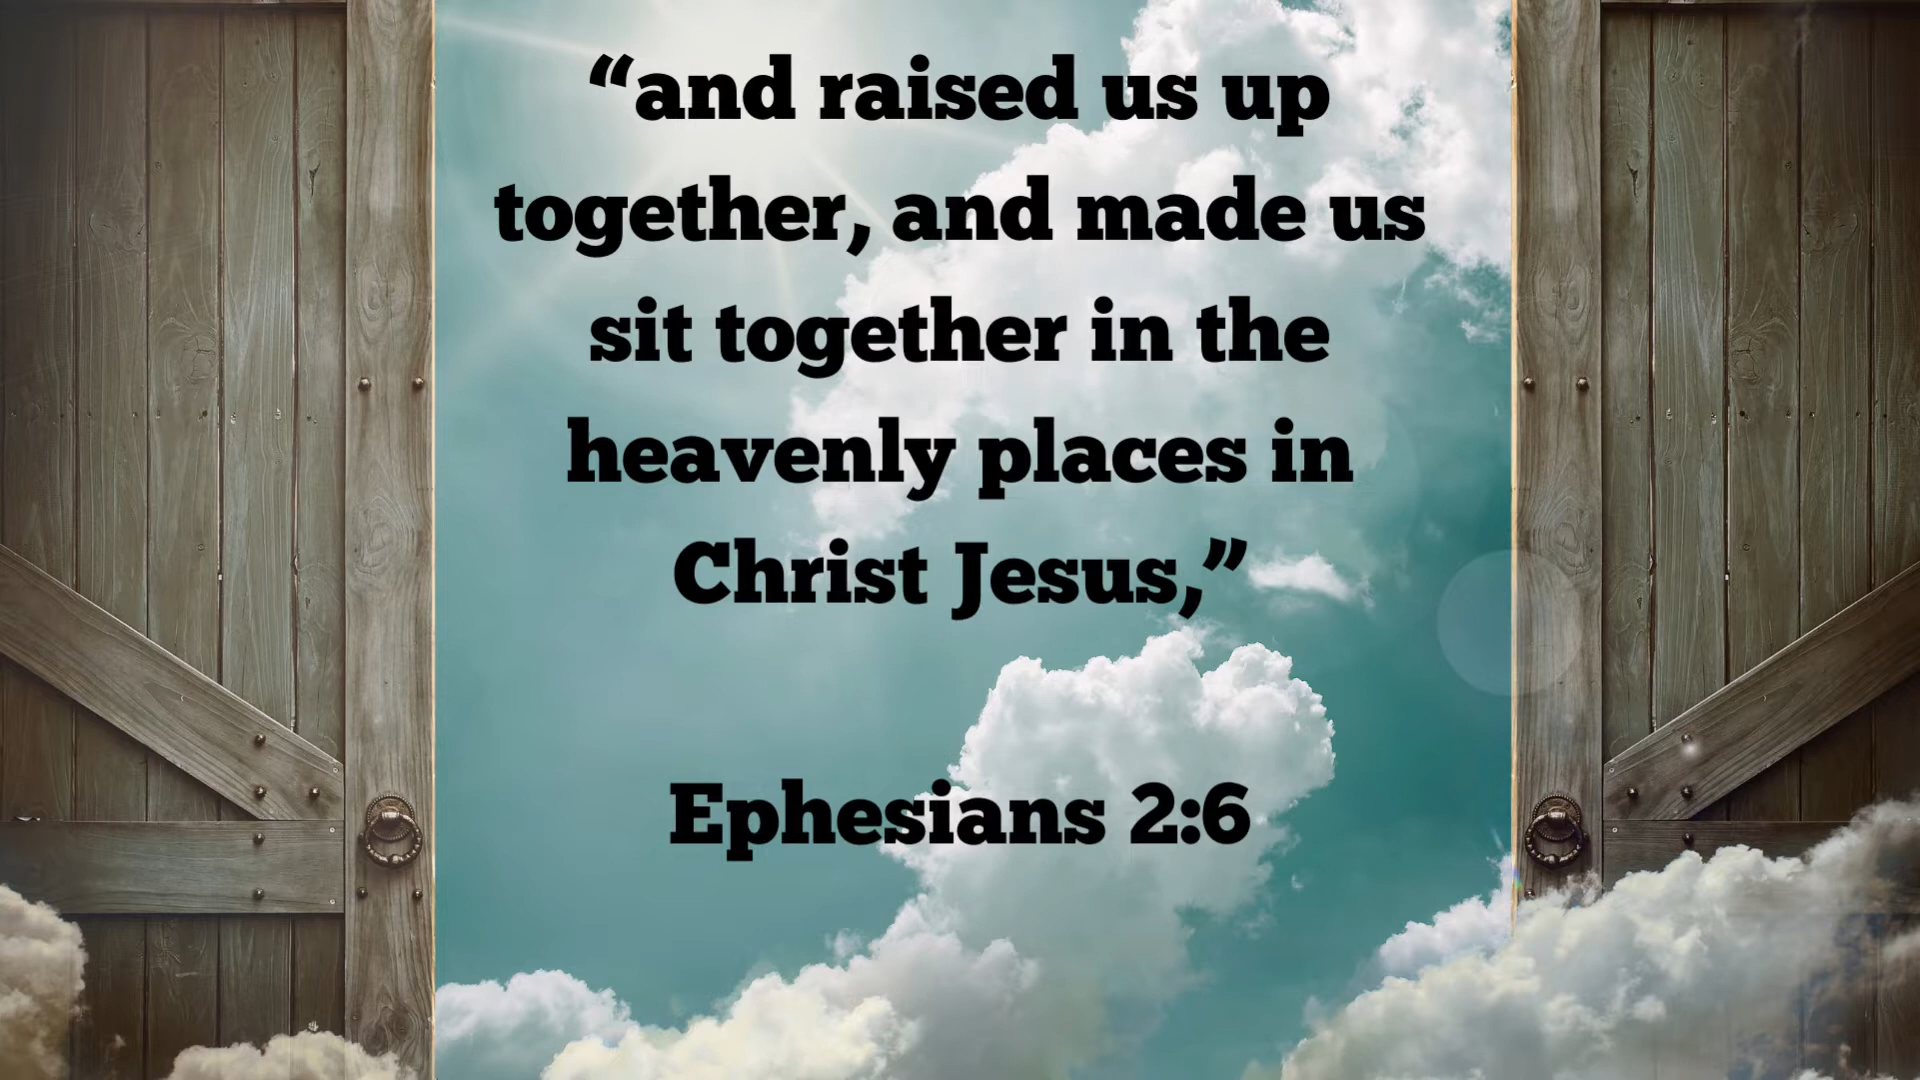 “and raised us up
together, and made us
sit together in the
heavenly places in
Christ Jesus,”
Ephesians 2:6